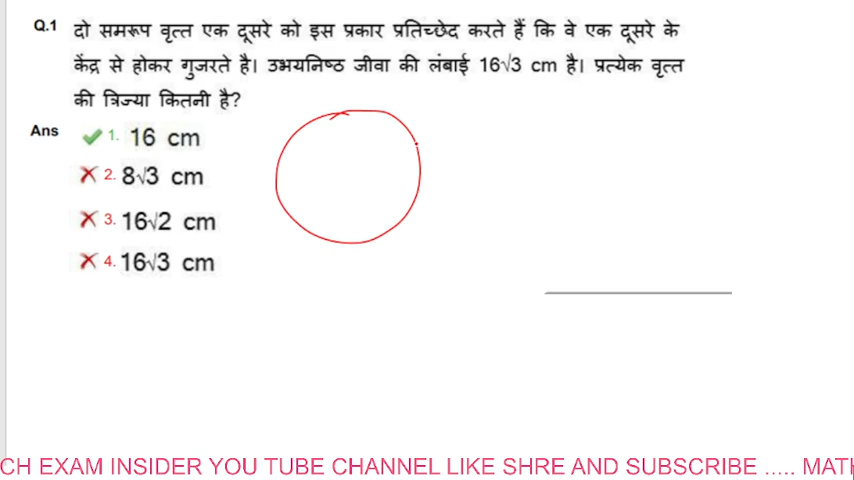 Q.1 दो समरूप वृत्त एक दूसरे को इस प्रकार प्रतिच्छेद करते हैं कि वे एक दूसरे के
केंद्र से होकर गुजरते है। उभयनिष्ठ जीवा की लंबाई 16√3 cm है। प्रत्येक वृत्त
की त्रिज्या कितनी है?
Ans 1. 16 cm
2. 8√3 cm
3. 16√2 cm
4. 16√3 cm
CH EXAM INSIDER YOU TUBE CHANNEL LIKE SHRE AND SUBSCRIBE ..... MATH